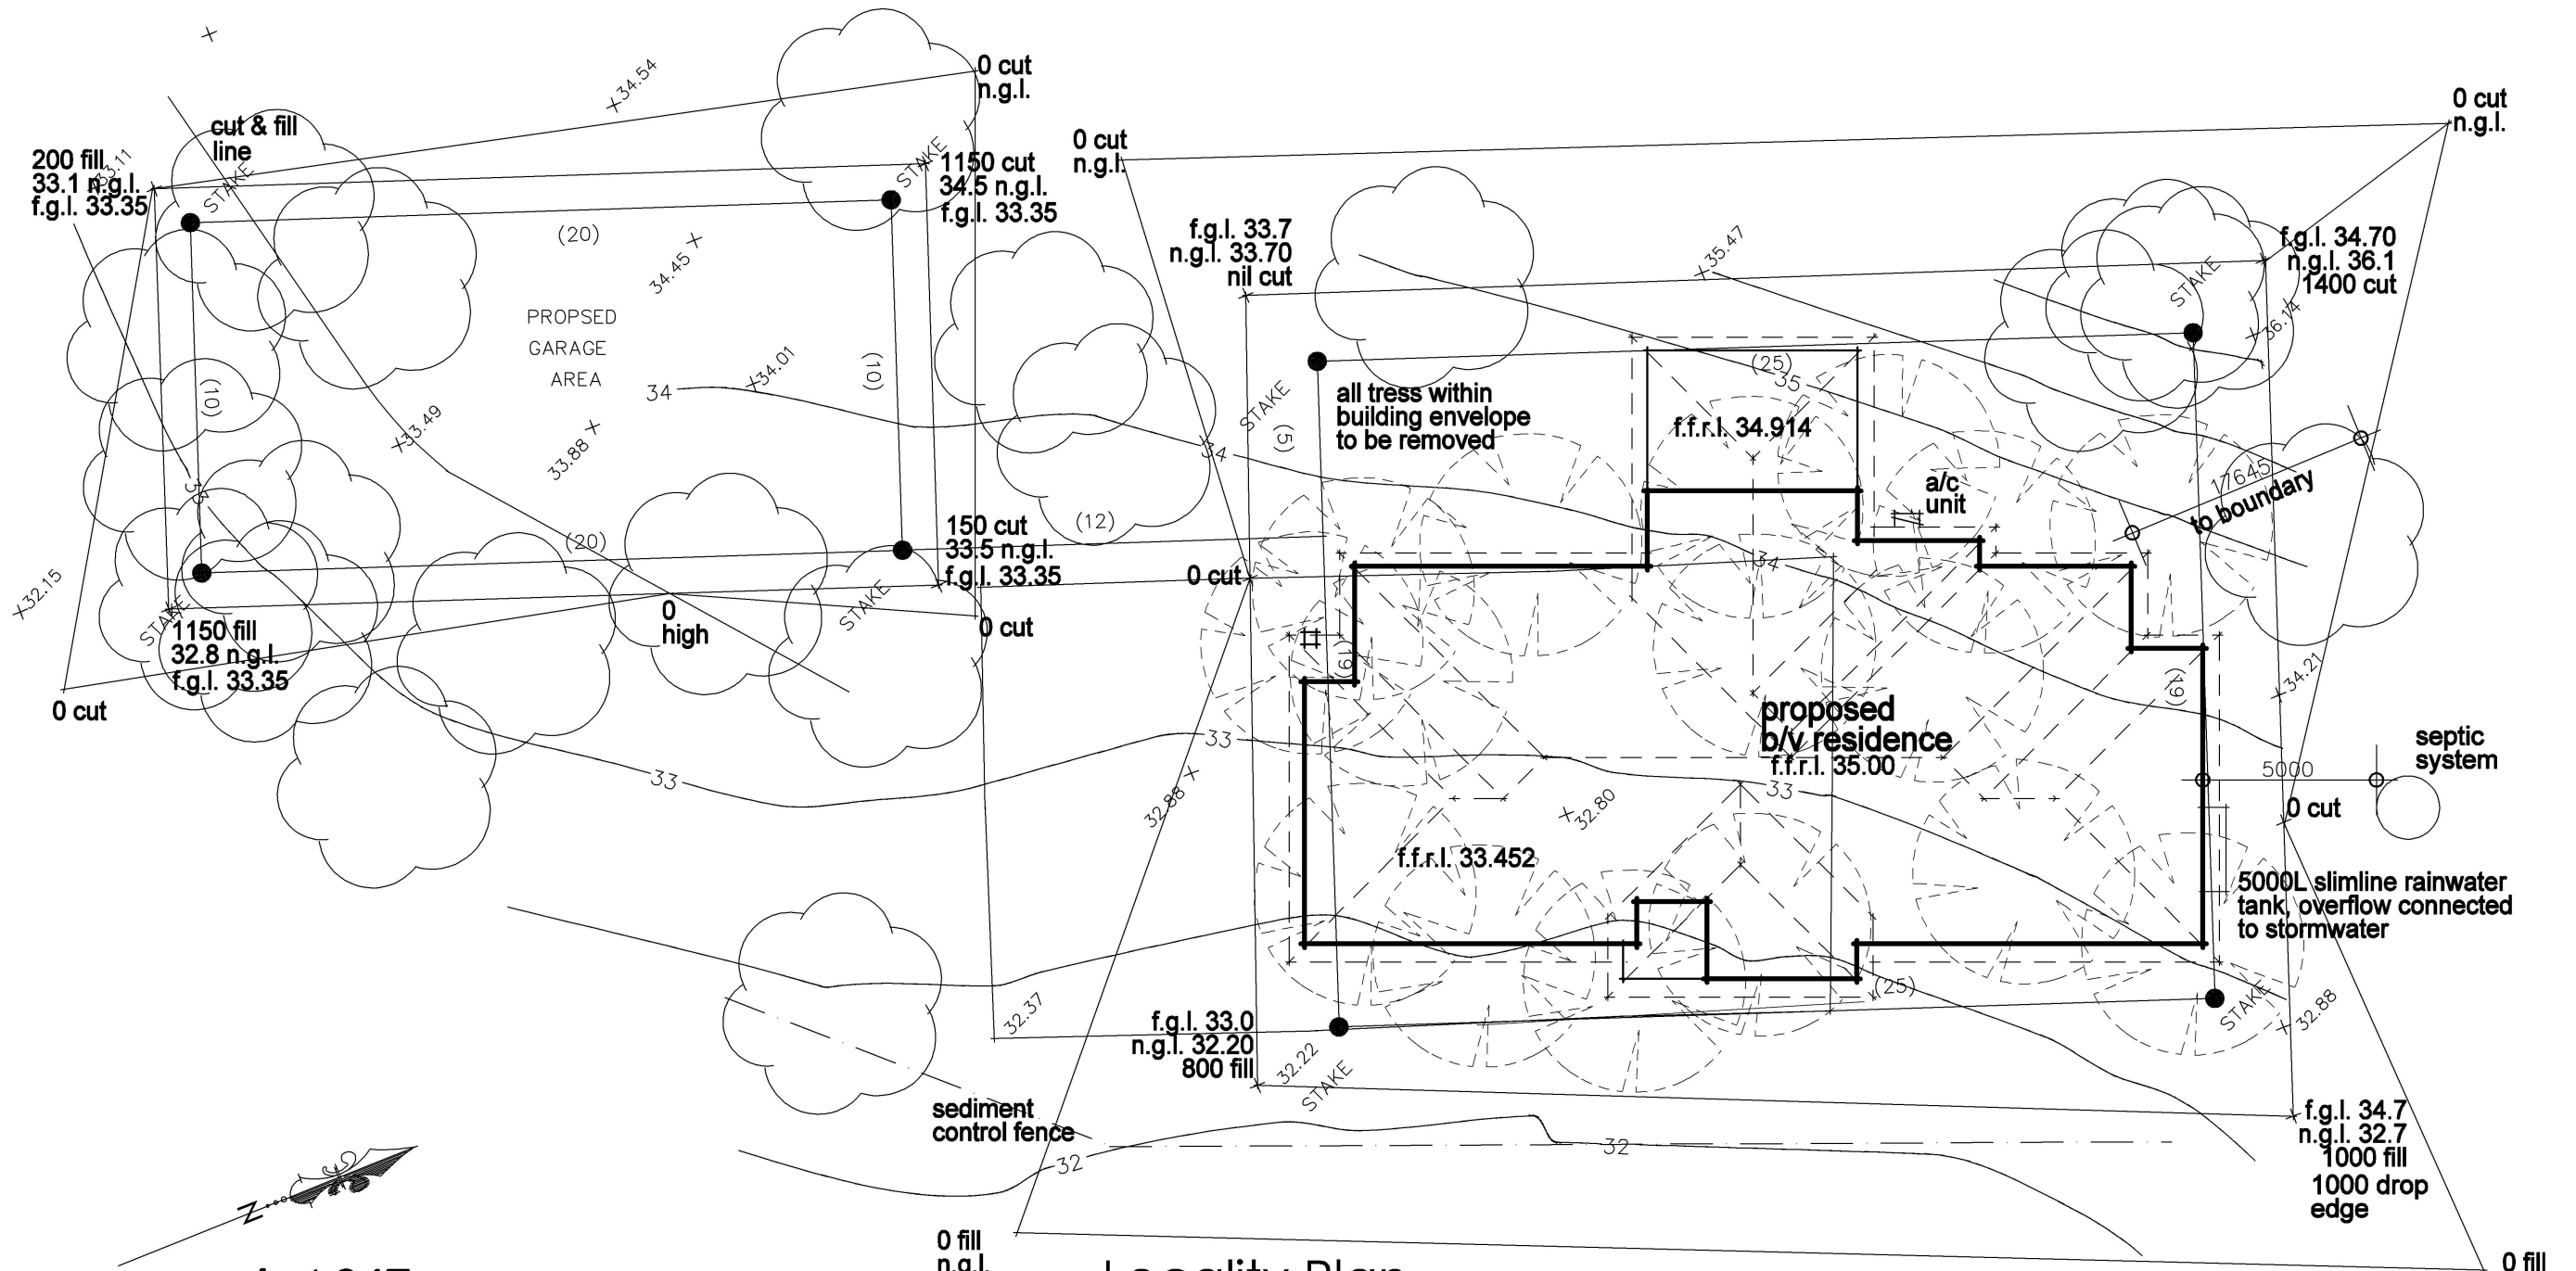 0 cut
n.g.l.
34.54
cut & fill
line
200 fill
33.1 n.g.l.
f.g.l. 33.35
33.11
STAKE
STAKE
1150 cut
34.5 n.g.l.
f.g.l. 33.35
0 cut
n.g.l.
0 cut
n.g.l.
(20)
34.45
PROPSED
GARAGE
AREA
34
34.01
(10)
(10)
33.49
33.88
33
(20)
(12)
150 cut
33.5 n.g.l.
f.g.l. 33.35
STAKE
32.15
STAKE
1150 fill
32.8 n.g.l.
f.g.l. 33.35
0
high
0 cut
0 cut
0 cut
f.g.l. 33.7
n.g.l. 33.70
nil cut
35.47
f.g.l. 34.70
n.g.l. 36.1
1400 cut
STAKE
36.14
STAKE
(5)
34
all tress within
building envelope
to be removed
(25)
35
f.f.r.l. 34.914
a/c
unit
17645
to boundary
34
(19)
(19)
34.21
proposed
b/v residence
f.f.r.l. 35.00
septic
system
5000
0 cut
33
33
33
32.88
32.80
f.f.r.l. 33.452
5000L slimline rainwater
tank, overflow connected
to stormwater
(25)
STAKE
32.88
32.37
f.g.l. 33.0
n.g.l. 32.20
800 fill
32.22
STAKE
sediment
control fence
32
32
f.g.l. 34.7
n.g.l. 32.7
1000 fill
1000 drop
edge
N
0 fill
n.g.l.
Locality Plan
0 fill